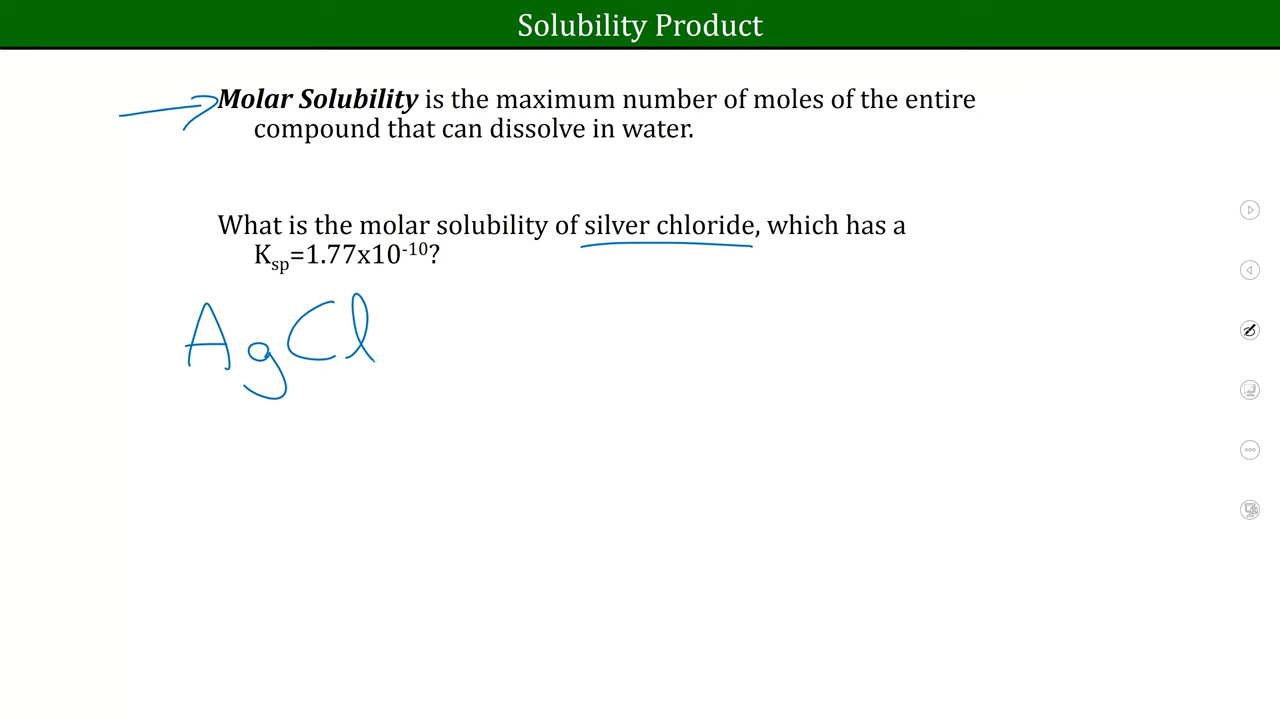 Solubility Product
Molar Solubility is the maximum number of moles of the entire
compound that can dissolve in water.
What is the molar solubility of silver chloride, which has a
Ksp=1.77x10-10?
AgCl